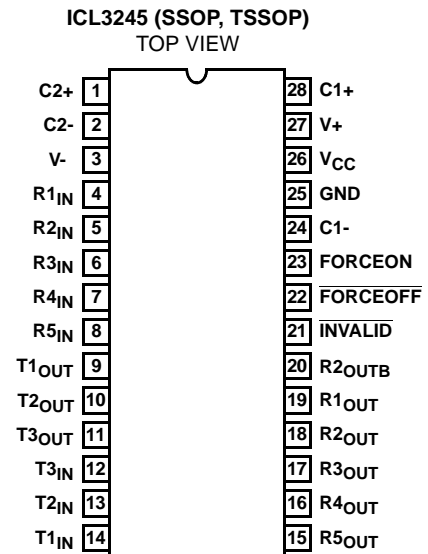 ICL3245 (SSOP, TSSOP)
TOP VIEW
C2+ 1 28 C1+
C2- 2 27 V+
V- 3 26 VCC
R1IN 4 25 GND
R2IN 5 24 C1-
R3IN 6 23 FORCEON
R4IN 7 22 FORCEOFF
R5IN 8 21 INVALID
T1OUT 9 20 R2OUTB
T2OUT 10 19 R1OUT
T3OUT 11 18 R2OUT
T3IN 12 17 R3OUT
T2IN 13 16 R4OUT
T1IN 14 15 R5OUT